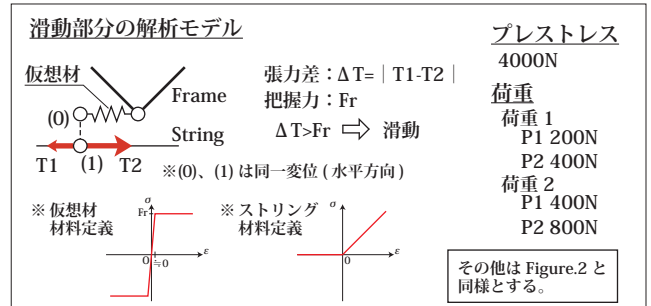 滑動部分の解析モデル
仮想材
(0)
Frame
String
T1
(1)
T2
張力差：ΔT=｜T1-T2｜
把握力：Fr
ΔT>Fr ⇨ 滑動
※(0)、(1) は同一変位 ( 水平方向 )
※ 仮想材
材料定義
σ
Fr
0
≒0
ε
※ ストリング
材料定義
σ
0
ε
プレストレス
4000N
荷重
荷重 1
P1 200N
P2 400N
荷重 2
P1 400N
P2 800N
その他は Figure.2 と
同様とする。